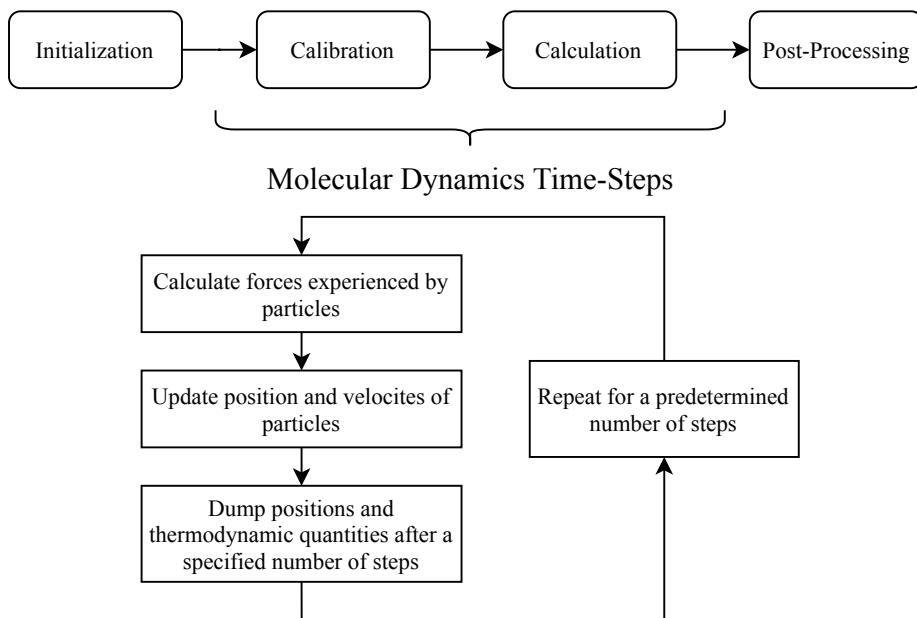 Initialization
Calibration
Calculation
Post-Processing
Molecular Dynamics Time-Steps
Calculate forces experienced by
particles
Update position and velocites of
particles
Dump positions and
thermodynamic quantities after a
specified number of steps
Repeat for a predetermined
number of steps